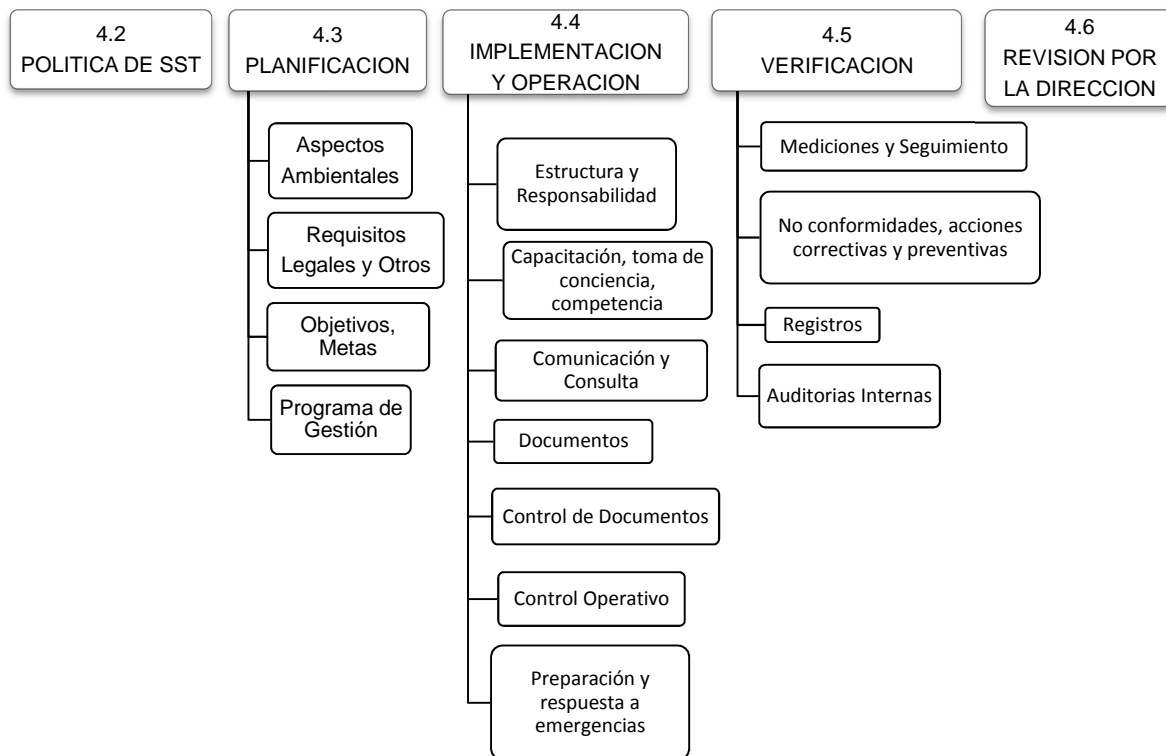 4.2
POLITICA DE SST
4.3
PLANIFICACION
Aspectos
Ambientales
Requisitos
Legales y Otros
Objetivos,
Metas
Programa de
Gestión
4.4
IMPLEMENTACION
Y OPERACION
Estructura y
Responsabilidad
Capacitación, toma de
conciencia,
competencia
Comunicación y
Consulta
Documentos
Control de Documentos
Control Operativo
Preparación y
respuesta a
emergencias
4.5
VERIFICACION
Mediciones y Seguimiento
No conformidades, acciones
correctivas y preventivas
Registros
Auditorias Internas
4.6
REVISION POR
LA DIRECCION